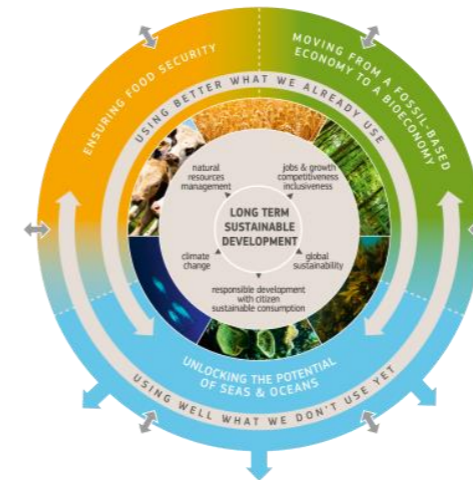 ENSURING FOOD SECURITY
MOVING FROM A FOSSIL-BASED
ECONOMY TO A BIOECONOMY
USING BETTER WHAT WE ALREADY USE
natural
resources
management
jobs & growth
competitiveness
inclusiveness
LONG TERM
SUSTAINABLE
DEVELOPMENT
climate
change
global
sustainability
responsible development
with citizen
sustainable consumption
UNLOCKING THE POTENTIAL
OF SEAS & OCEANS
USING WELL WHAT WE DON'T USE YET